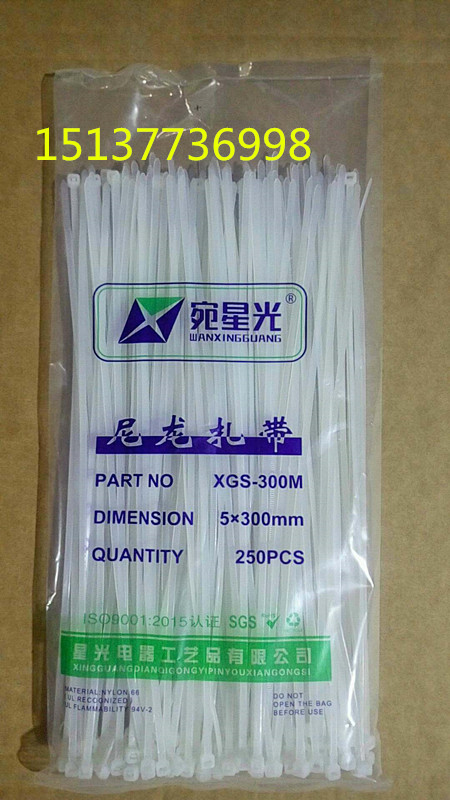 15137736998
宛星光®
WANXINGGUANG
尼龙扎带
PART NO XGS-300M
DIMENSION 5×300mm
QUANTITY 250PCS
ISO9001:2015认证 SGS
星光电器工艺品有限公司
XINGGUANGDIANQIGONGYIPINYOUXIANGONGSI
MATERIAL:NYLON 66
UL RECOGNIZED /
UL FLAMMABILITY 94V-2
DO NOT
OPEN THE BAG
BEFORE USE